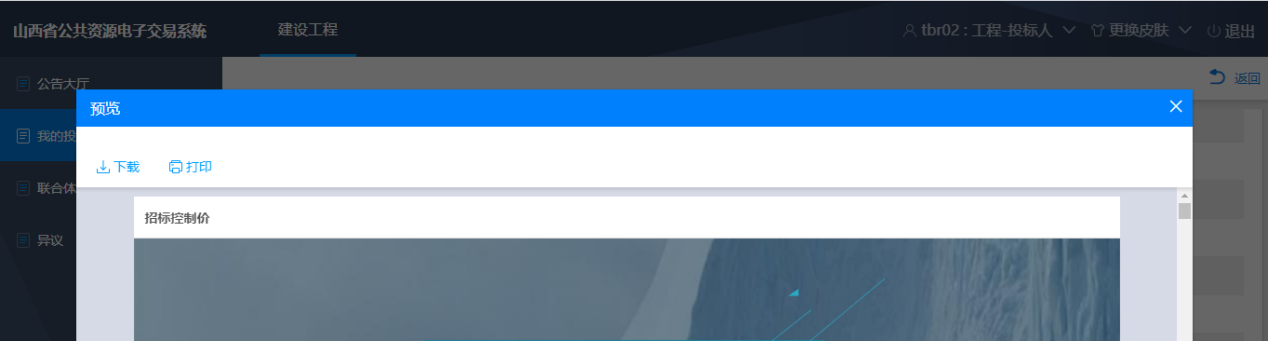 山西省公共资源电子交易系统 建设工程 tbr02 : 工程-投标人 更换皮肤 退出
公告大厅 返回
预览
我的投
下载 打印
联合体
招标控制价
异议